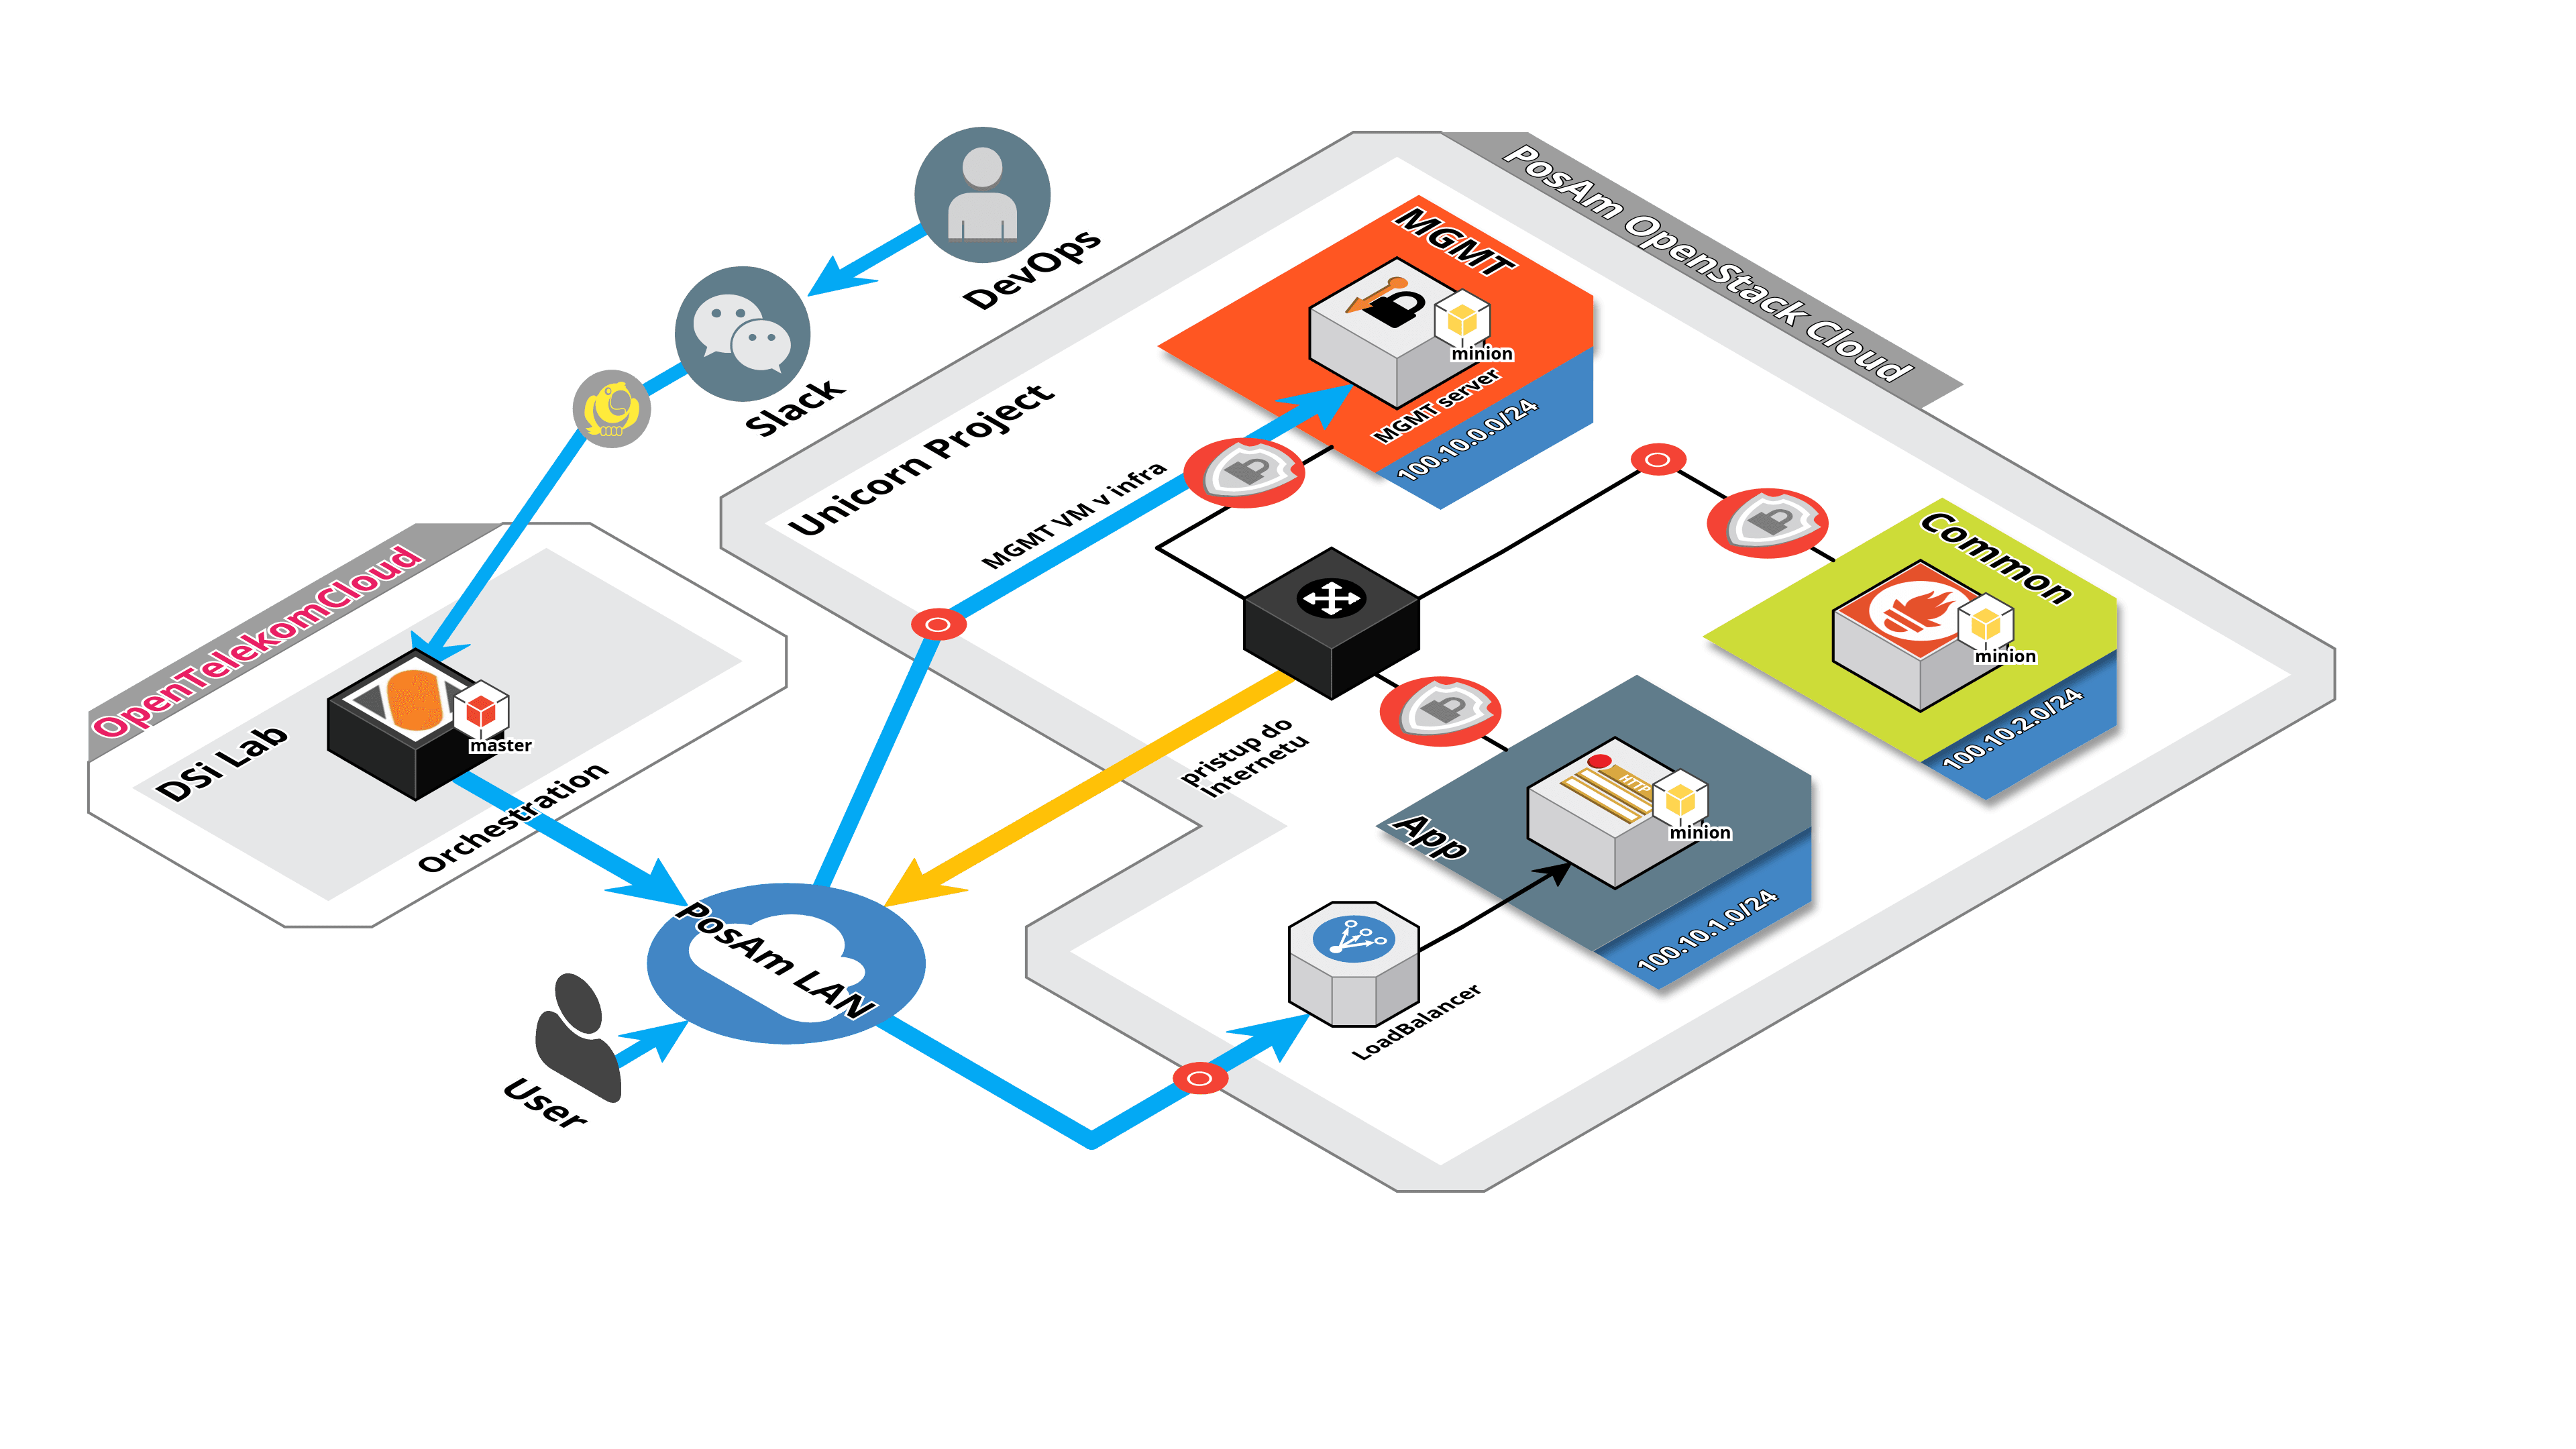 DevOps
Slack
PosAm OpenStack Cloud
MGMT
minion
MGMT server
100.10.0.0/24
Unicorn Project
MGMT VM v infra
Common
minion
100.10.2.0/24
OpenTelekomCloud
DSi Lab
master
Orchestration
pristup do
Internetu
App
HTTP
minion
100.10.1.0/24
PosAm LAN
LoadBalancer
User